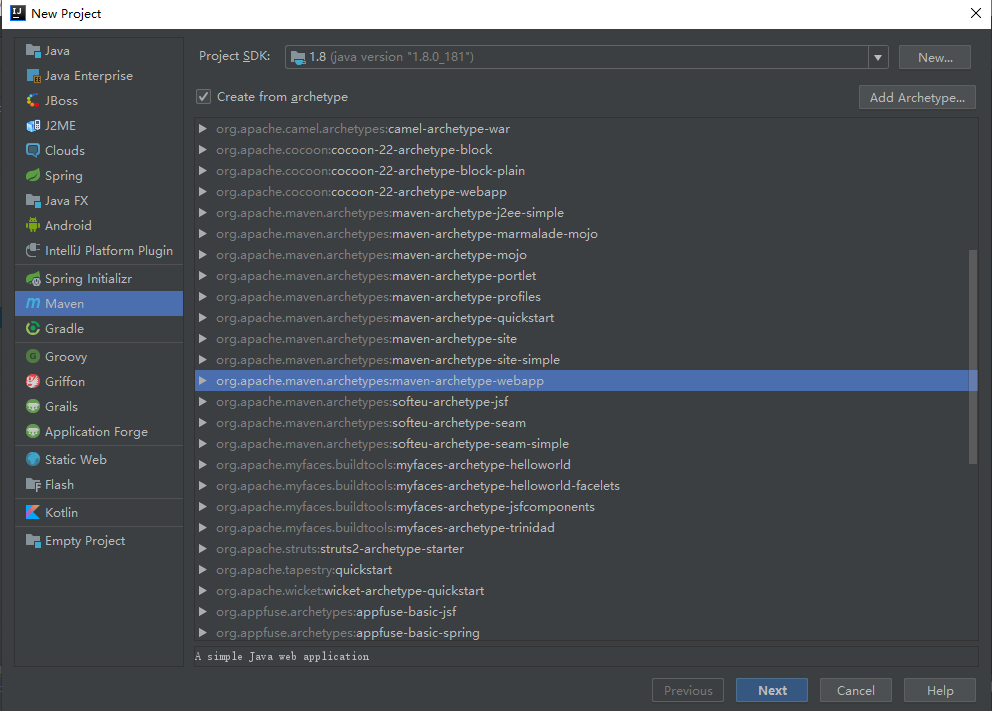 New Project
Java
Java Enterprise
JBoss
J2ME
Clouds
Spring
Java FX
Android
IntelliJ Platform Plugin
Spring Initializr
Maven
Gradle
Groovy
Griffon
Grails
Application Forge
Static Web
Flash
Kotlin
Empty Project
Project SDK: 1.8 (java version "1.8.0_181") New...
Create from archetype Add Archetype...
org.apache.camel.archetypes:camel-archetype-war
org.apache.cocoon:cocoon-22-archetype-block
org.apache.cocoon:cocoon-22-archetype-block-plain
org.apache.cocoon:cocoon-22-archetype-webapp
org.apache.maven.archetypes:maven-archetype-j2ee-simple
org.apache.maven.archetypes:maven-archetype-marmalade-mojo
org.apache.maven.archetypes:maven-archetype-mojo
org.apache.maven.archetypes:maven-archetype-portlet
org.apache.maven.archetypes:maven-archetype-profiles
org.apache.maven.archetypes:maven-archetype-quickstart
org.apache.maven.archetypes:maven-archetype-site
org.apache.maven.archetypes:maven-archetype-site-simple
org.apache.maven.archetypes:maven-archetype-webapp
org.apache.maven.archetypes:softeu-archetype-jsf
org.apache.maven.archetypes:softeu-archetype-seam
org.apache.maven.archetypes:softeu-archetype-seam-simple
org.apache.myfaces.buildtools:myfaces-archetype-helloworld
org.apache.myfaces.buildtools:myfaces-archetype-helloworld-facelets
org.apache.myfaces.buildtools:myfaces-archetype-jsfcomponents
org.apache.myfaces.buildtools:myfaces-archetype-trinidad
org.apache.struts:struts2-archetype-starter
org.apache.tapestry:quickstart
org.apache.wicket:wicket-archetype-quickstart
org.appfuse.archetypes:appfuse-basic-jsf
org.appfuse.archetypes:appfuse-basic-spring
A simple Java web application
Previous Next Cancel Help